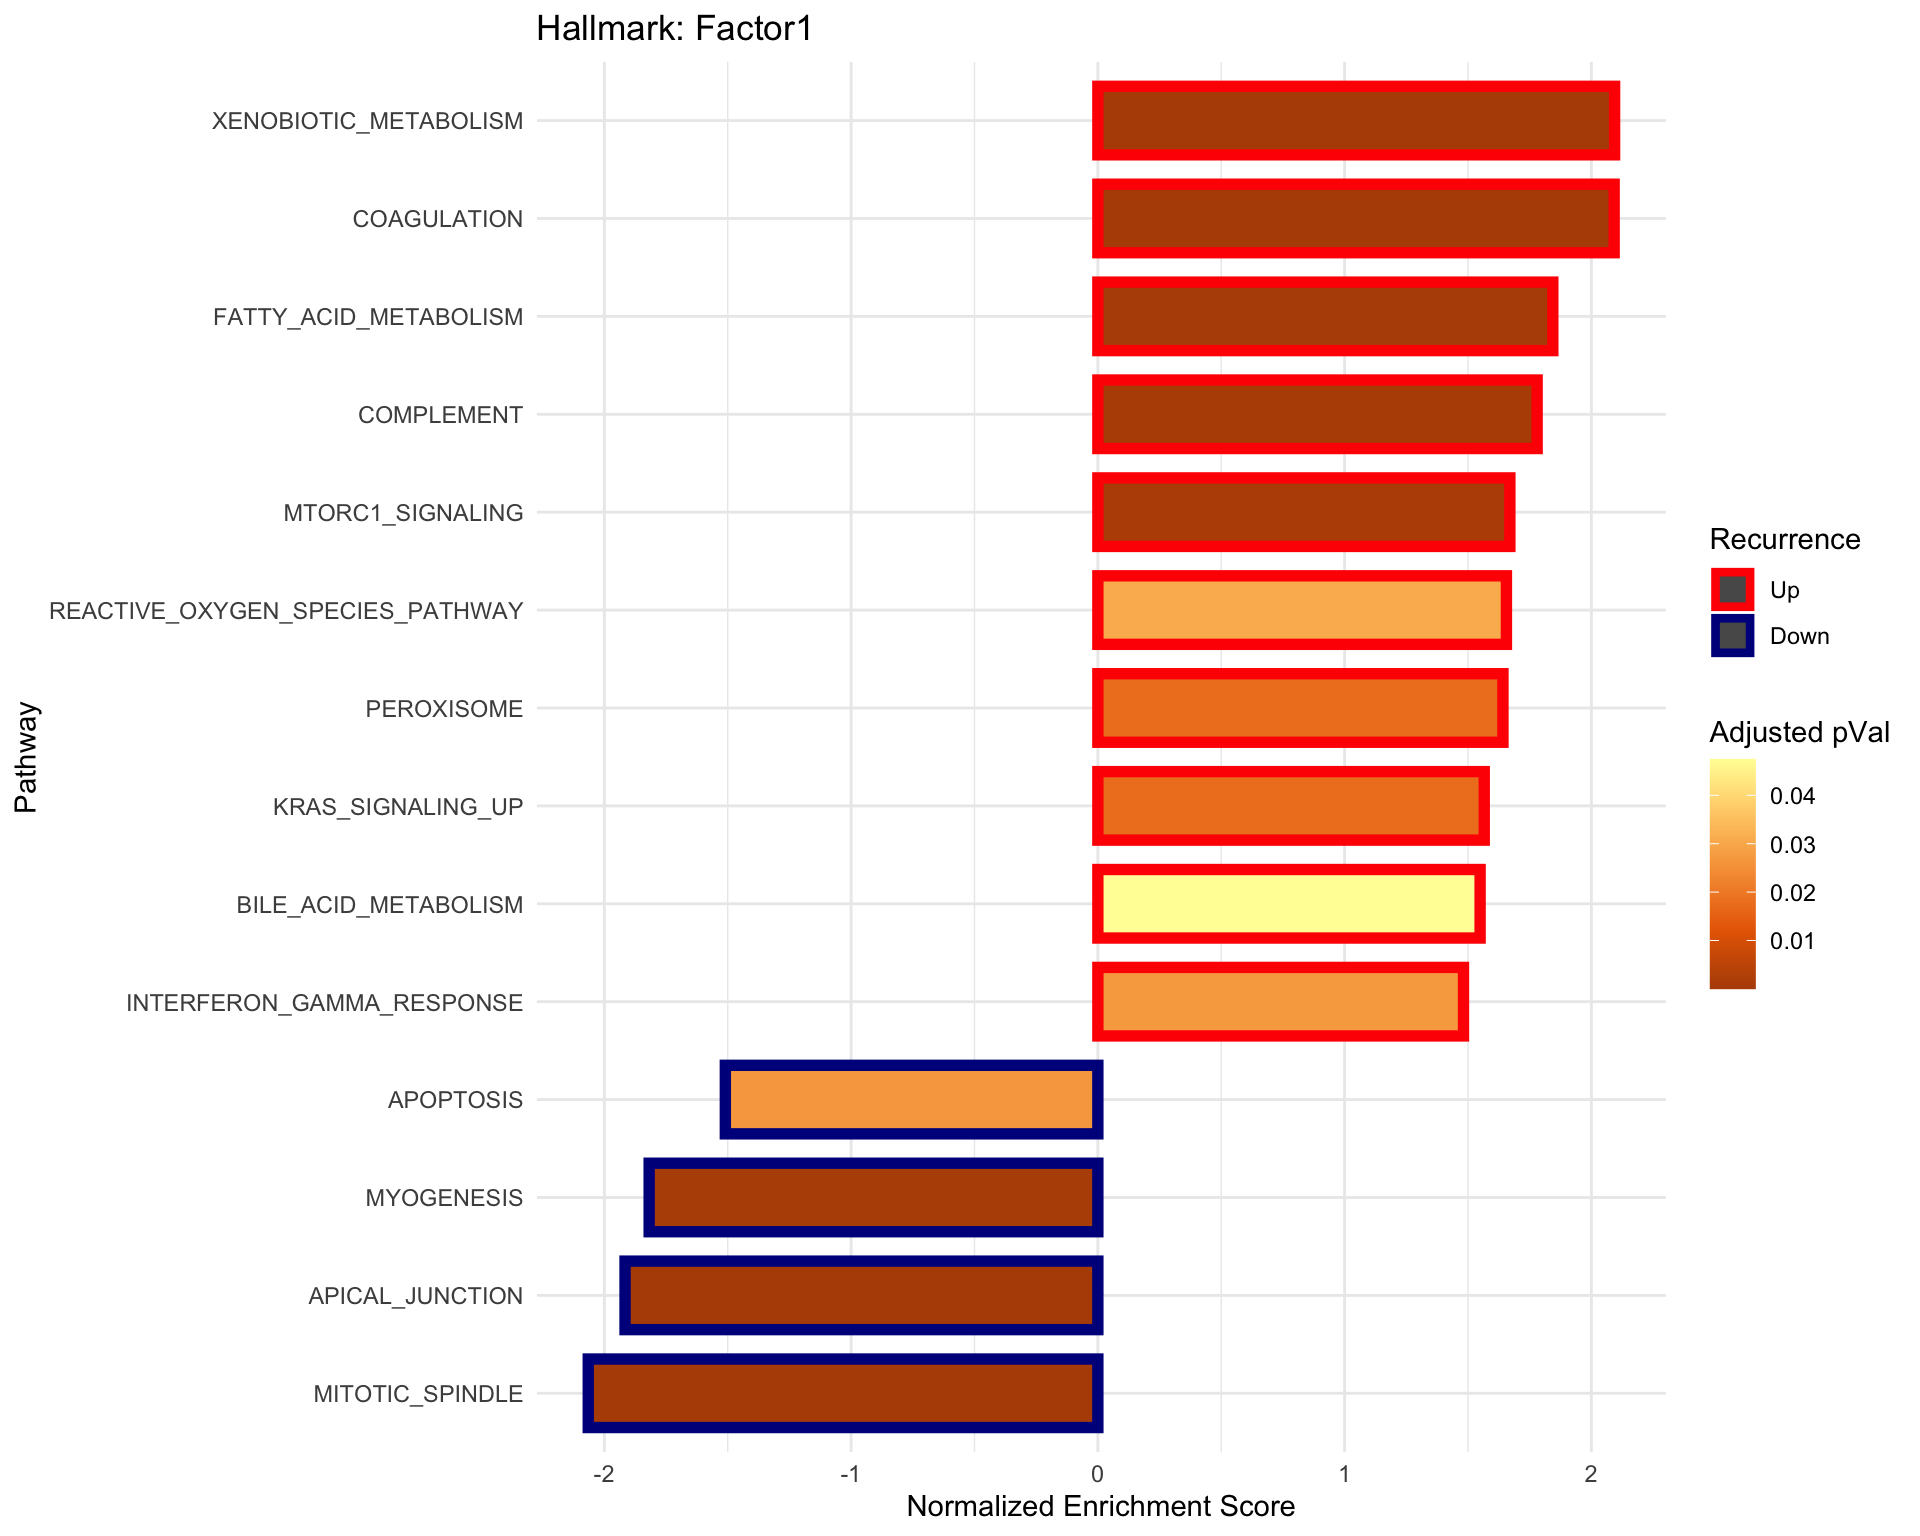 Hallmark: Factor1
XENOBIOTIC_METABOLISM
COAGULATION
FATTY_ACID_METABOLISM
COMPLEMENT
MTORC1_SIGNALING
REACTIVE_OXYGEN_SPECIES_PATHWAY
PEROXISOME
KRAS_SIGNALING_UP
BILE_ACID_METABOLISM
INTERFERON_GAMMA_RESPONSE
APOPTOSIS
MYOGENESIS
APICAL_JUNCTION
MITOTIC_SPINDLE
Pathway
-2 -1 0 1 2
Normalized Enrichment Score
Recurrence
Up
Down
Adjusted pVal
0.04
0.03
0.02
0.01